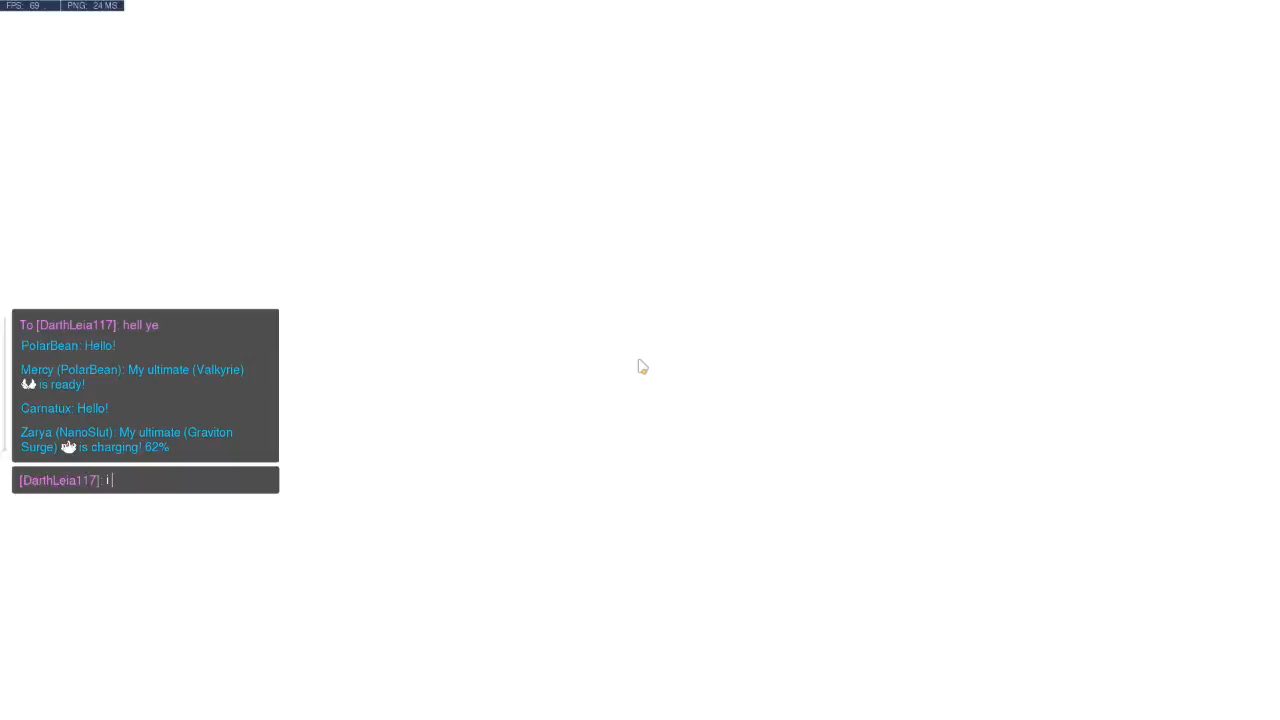 FPS: 69 PNG: 24 MS
To [DarthLeia117]: hell ye
PolarBean: Hello!
Mercy (PolarBean): My ultimate (Valkyrie)
is ready!
Carnatux: Hello!
Zarya (NanoSlut): My ultimate (Graviton
Surge) is charging! 62%
[DarthLeia117]: i